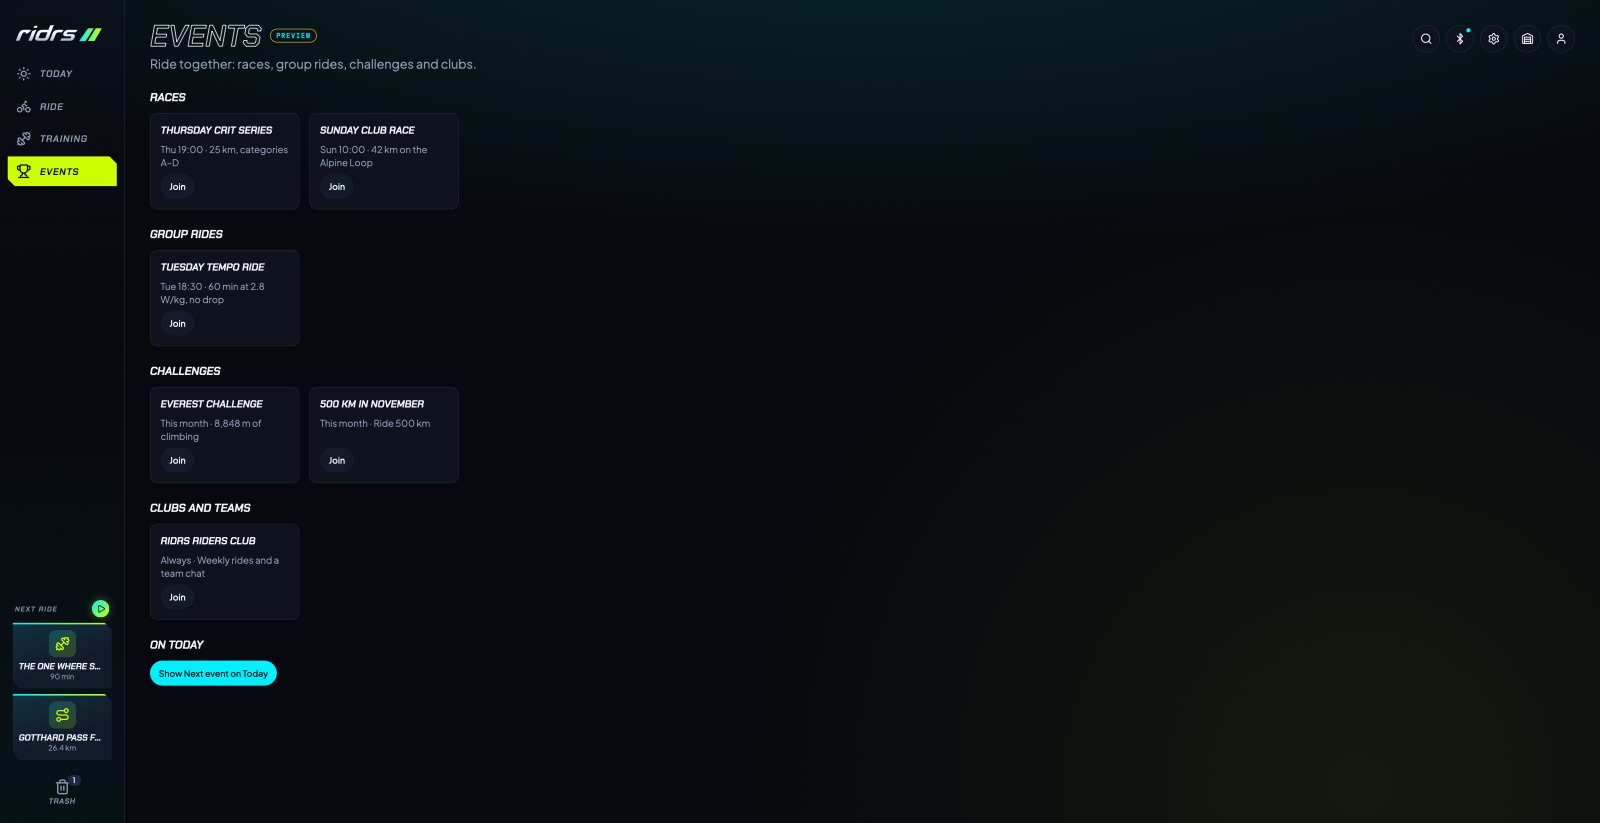 ridrs
TODAY
RIDE
TRAINING
EVENTS
EVENTS PREVIEW
Ride together: races, group rides, challenges and clubs.
RACES
THURSDAY CRIT SERIES
Thu 19:00 · 25 km, categories
A–D
Join
SUNDAY CLUB RACE
Sun 10:00 · 42 km on the
Alpine Loop
Join
GROUP RIDES
TUESDAY TEMPO RIDE
Tue 18:30 · 60 min at 2.8
W/kg, no drop
Join
CHALLENGES
EVEREST CHALLENGE
This month · 8,848 m of
climbing
Join
500 KM IN NOVEMBER
This month · Ride 500 km
Join
CLUBS AND TEAMS
RIDRS RIDERS CLUB
Always · Weekly rides and a
team chat
Join
ON TODAY
Show Next event on Today
NEXT RIDE
THE ONE WHERE S...
90 min
GOTTHARD PASS F...
26.4 km
1
TRASH